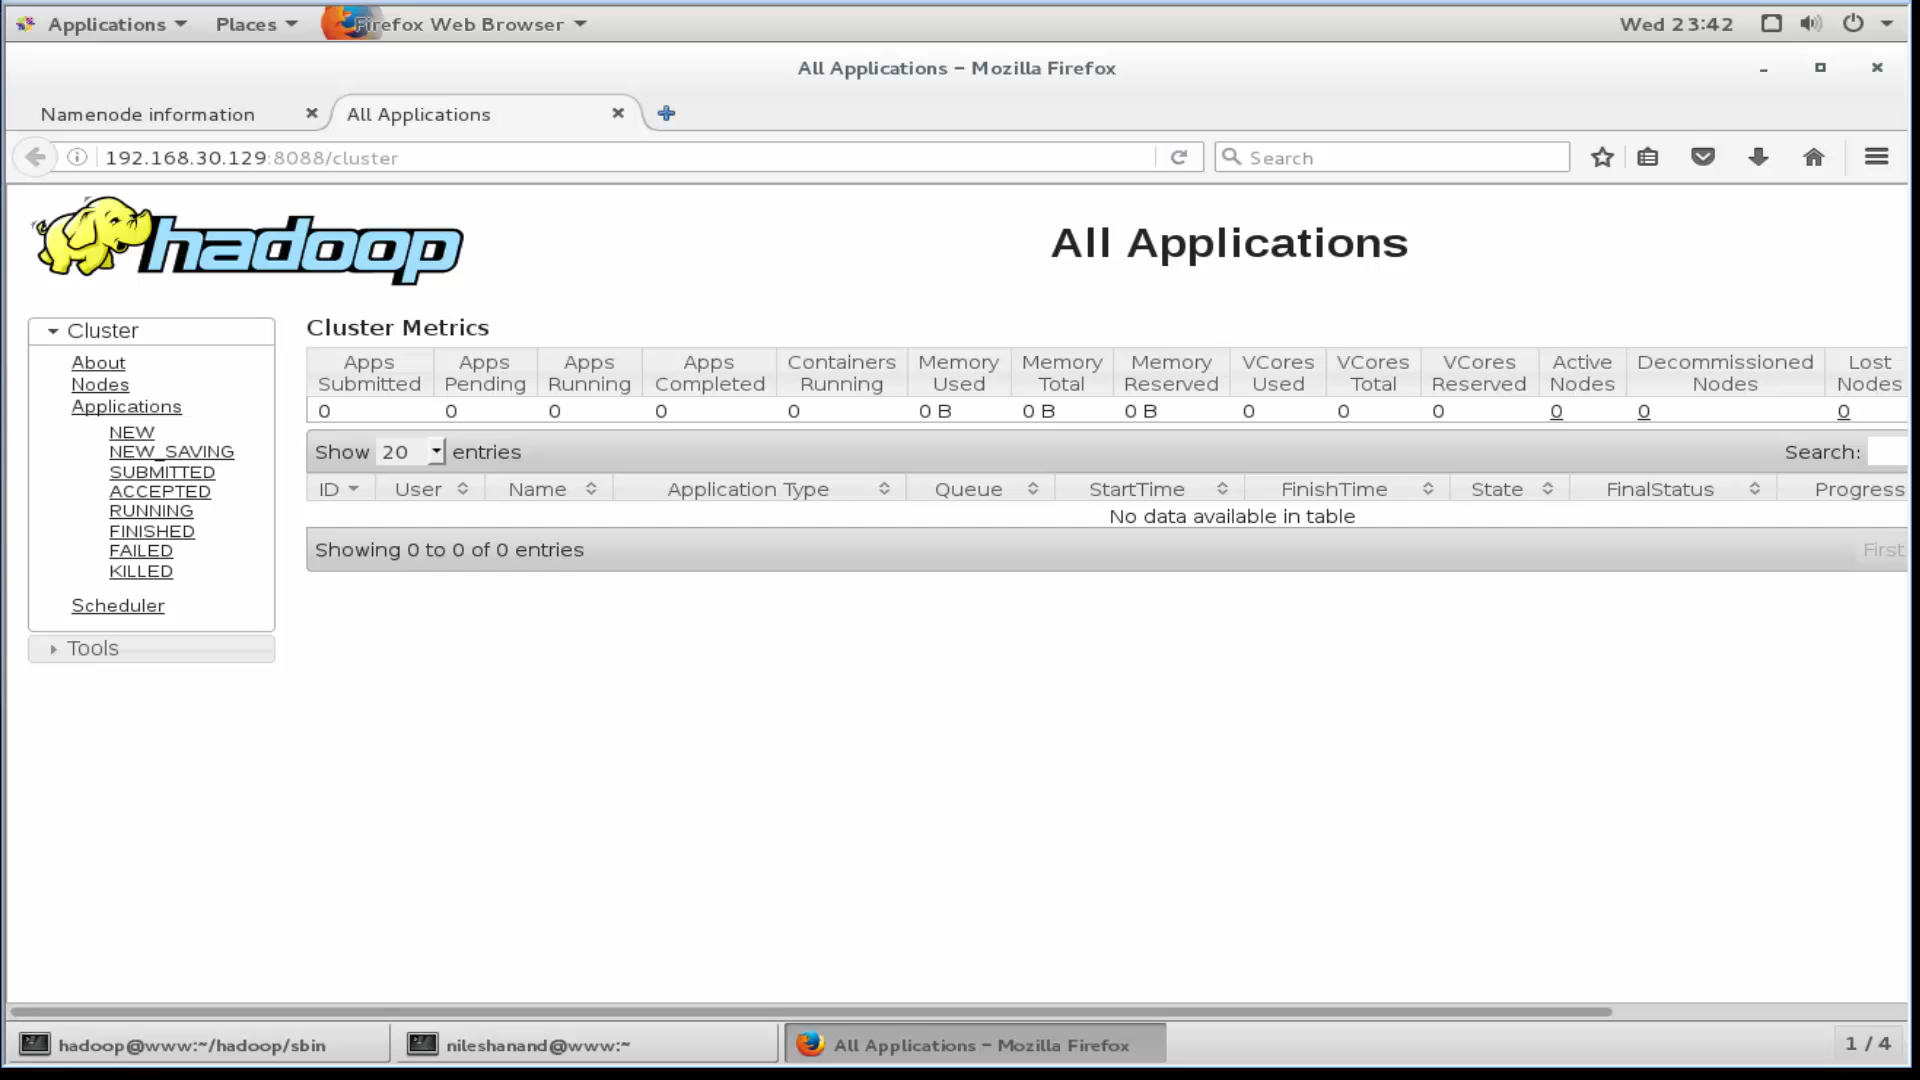 Applications Places Firefox Web Browser Wed 23:42
All Applications – Mozilla Firefox
Namenode information All Applications
192.168.30.129:8088/cluster Search
hadoop
All Applications
Cluster
About
Nodes
Applications
NEW
NEW_SAVING
SUBMITTED
ACCEPTED
RUNNING
FINISHED
FAILED
KILLED
Scheduler
Tools
Cluster Metrics
Apps Submitted Apps Pending Apps Running Apps Completed Containers Running Memory Used Memory Total Memory Reserved VCores Used VCores Total VCores Reserved Active Nodes Decommissioned Nodes Lost Nodes
0 0 0 0 0 0 B 0 B 0 B 0 0 0 0 0 0
Show 20 entries Search:
ID User Name Application Type Queue StartTime FinishTime State FinalStatus Progress
No data available in table
Showing 0 to 0 of 0 entries First
hadoop@www:~/hadoop/sbin nileshanand@www:~ All Applications – Mozilla Firefox 1 / 4